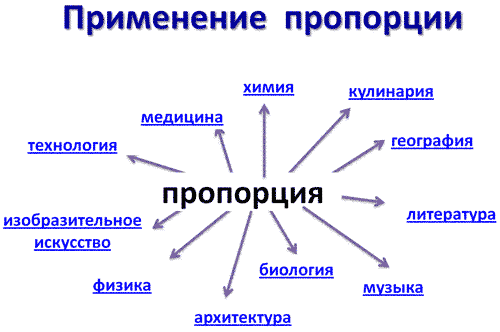 Применение пропорции
химия
кулинария
медицина
география
технология
пропорция
изобразительное
искусство
литература
биология
физика
музыка
архитектура